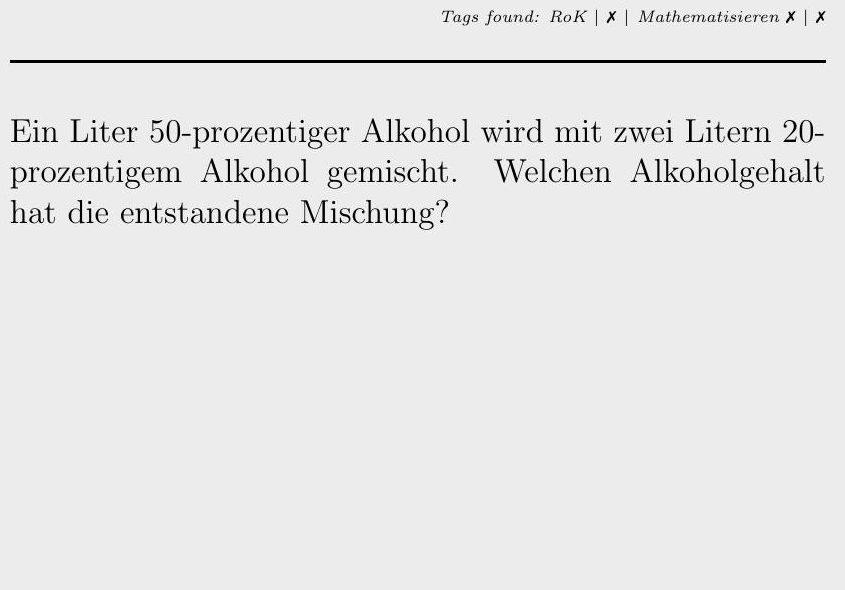 Tags found: RoK | ✗ | Mathematisieren ✗ | ✗
Ein Liter 50-prozentiger Alkohol wird mit zwei Litern 20-
prozentigem Alkohol gemischt. Welchen Alkoholgehalt
hat die entstandene Mischung?